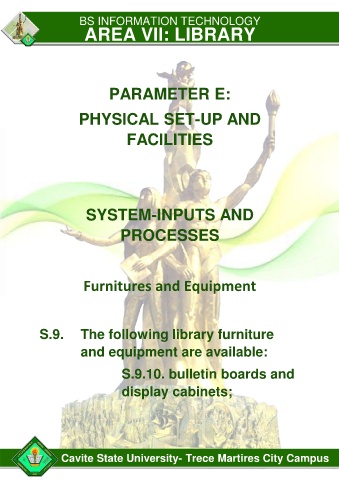 BS INFORMATION TECHNOLOGY
AREA VII: LIBRARY
PARAMETER E:
PHYSICAL SET-UP AND
FACILITIES
SYSTEM-INPUTS AND
PROCESSES
Furnitures and Equipment
S.9. The following library furniture
and equipment are available:
S.9.10. bulletin boards and
display cabinets;
Cavite State University- Trece Martires City Campus